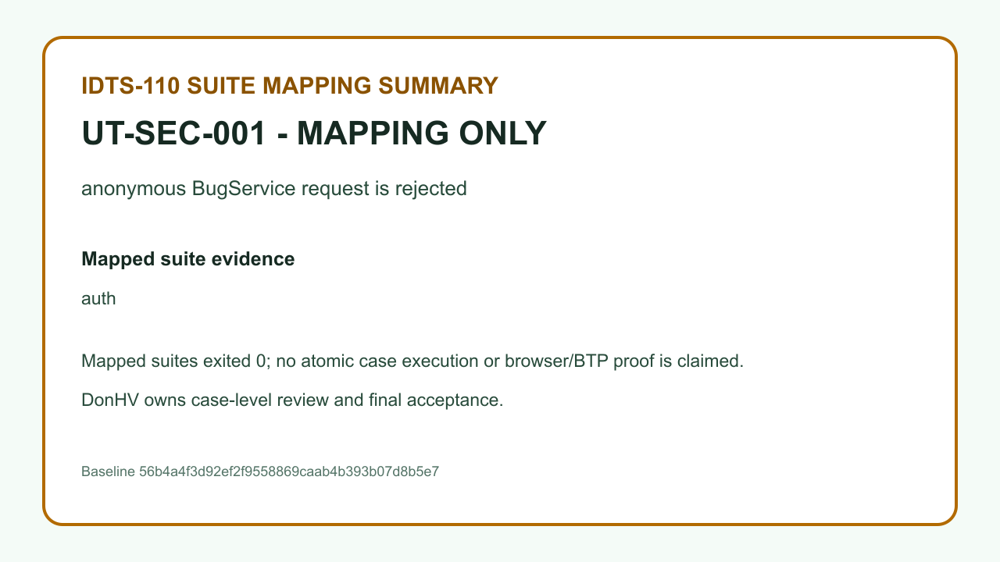 IDTS-110 SUITE MAPPING SUMMARY
UT-SEC-001 - MAPPING ONLY
anonymous BugService request is rejected
Mapped suite evidence
auth
Mapped suites exited 0; no atomic case execution or browser/BTP proof is claimed.
DonHV owns case-level review and final acceptance.
Baseline 56b4a4f3d92ef2f9558869caab4b393b07d8b5e7